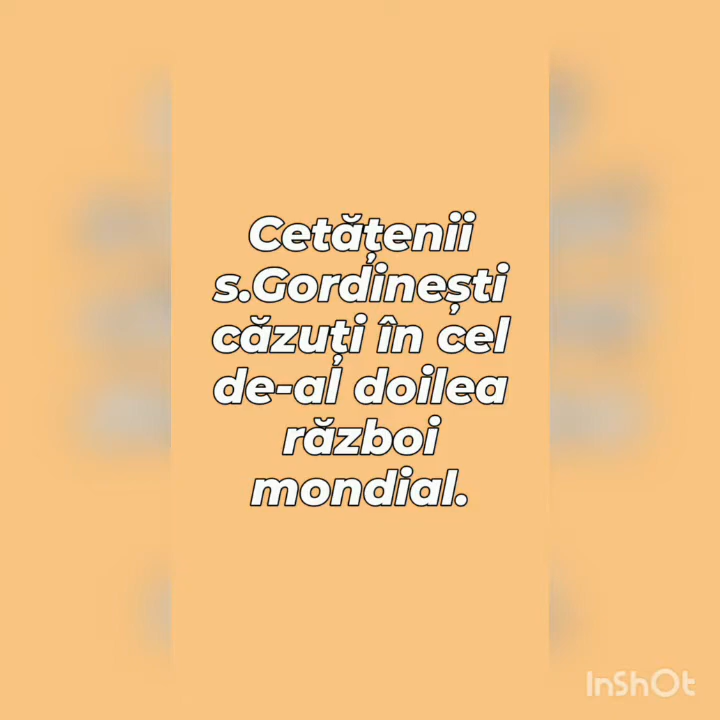 Cetățenii
s.Gordinești
căzuți în cel
de-al doilea
război
mondial.
InShOt